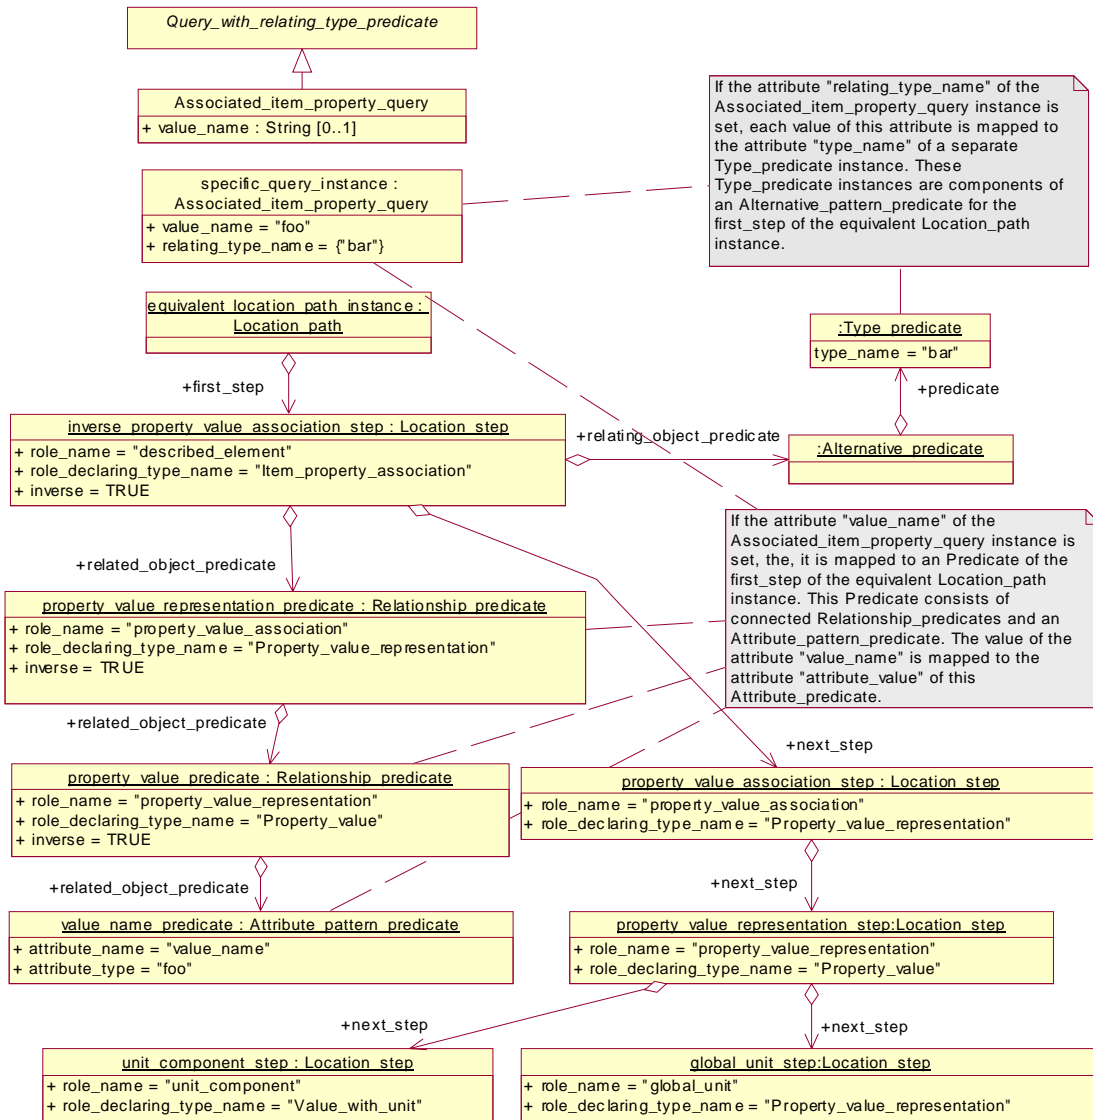 Query_with_relating_type_predicate
Associated_item_property_query
+ value_name : String [0..1]
specific_query_instance :
Associated_item_property_query
+ value_name = "foo"
+ relating_type_name = {"bar"}
If the attribute "relating_type_name" of the
Associated_item_property_query instance is
set, each value of this attribute is mapped to
the attribute "type_name" of a separate
Type_predicate instance. These
Type_predicate instances are components of
an Alternative_pattern_predicate for the
first_step of the equivalent Location_path
instance.
equivalent_location_path_instance :
Location_path
:Type_predicate
type_name = "bar"
+first_step
+predicate
inverse_property_value_association_step : Location_step
+ role_name = "described_element"
+ role_declaring_type_name = "Item_property_association"
+ inverse = TRUE
+relating_object_predicate
:Alternative_predicate
If the attribute "value_name" of the
Associated_item_property_query instance is
set, the, it is mapped to an Predicate of the
first_step of the equivalent Location_path
instance. This Predicate consists of
connected Relationship_predicates and an
Attribute_pattern_predicate. The value of the
attribute "value_name" is mapped to the
attribute "attribute_value" of this
Attribute_predicate.
+related_object_predicate
property_value_representation_predicate : Relationship_predicate
+ role_name = "property_value_association"
+ role_declaring_type_name = "Property_value_representation"
+ inverse = TRUE
+related_object_predicate
+next_step
property_value_predicate : Relationship_predicate
+ role_name = "property_value_representation"
+ role_declaring_type_name = "Property_value"
+ inverse = TRUE
property_value_association_step : Location_step
+ role_name = "property_value_association"
+ role_declaring_type_name = "Property_value_representation"
+related_object_predicate
+next_step
value_name_predicate : Attribute_pattern_predicate
+ attribute_name = "value_name"
+ attribute_type = "foo"
property_value_representation_step:Location_step
+ role_name = "property_value_representation"
+ role_declaring_type_name = "Property_value"
+next_step
+next_step
unit_component_step : Location_step
+ role_name = "unit_component"
+ role_declaring_type_name = "Value_with_unit"
global_unit_step:Location_step
+ role_name = "global_unit"
+ role_declaring_type_name = "Property_value_representation"